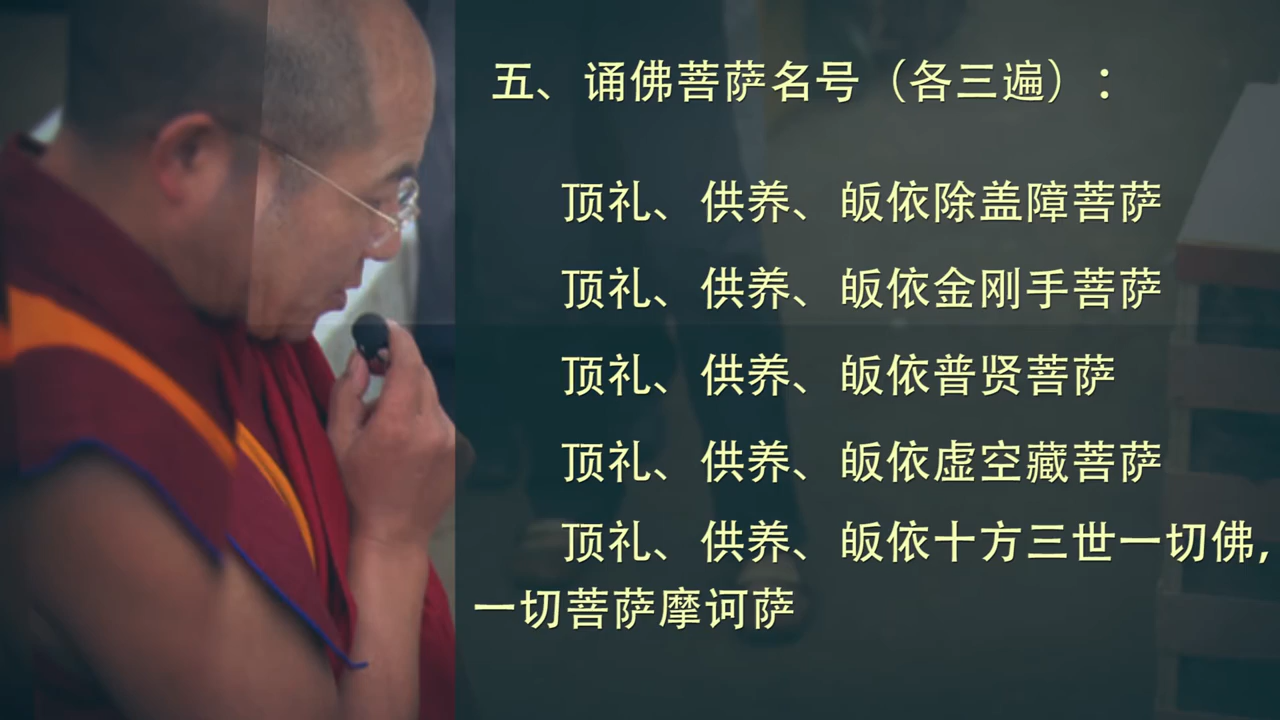 五、诵佛菩萨名号（各三遍）：
顶礼、供养、皈依除盖障菩萨
顶礼、供养、皈依金刚手菩萨
顶礼、供养、皈依普贤菩萨
顶礼、供养、皈依虚空藏菩萨
顶礼、供养、皈依十方三世一切佛,
一切菩萨摩诃萨